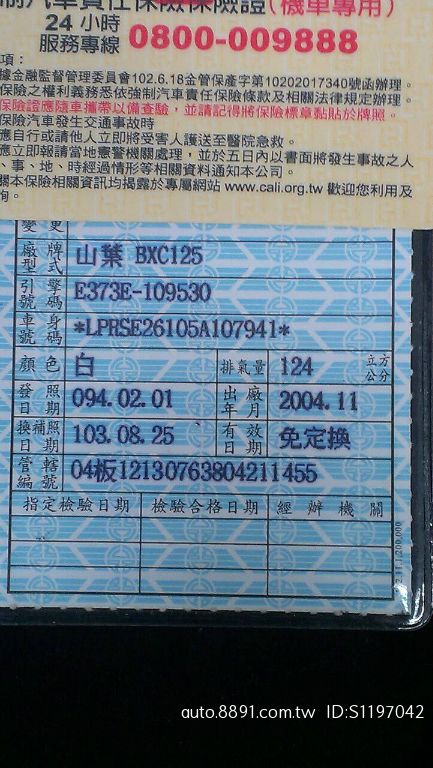 制汽車責任保險保險證(機車專用)
24 小時
服務專線 0800-009888
項：
據金融監督管理委員會102.6.18金管保產字第10202017340號函辦理。
保險之權利義務悉依強制汽車責任保險條款及相關法律規定辦理。
保險證應隨車攜帶以備查驗，並請記得將保險標章黏貼於牌照。
保險汽車發生交通事故時
應自行或請他人立即將受害人護送至醫院急救。
應立即報請當地憲警機關處理，並於五日內以書面將發生事故之人
、事、地、時經過情形等相關資料通知本公司。
關本保險相關資訊均揭露於專屬網站 www.cali.org.tw 歡迎您利用及
詢。
變更
廠牌型式 山葉 BXC125
引擎號碼 E373E-109530
車身號碼 *LPRSE26105A107941*
顏色 白 排氣量 124 立方公分
發照日期 094.02.01 出廠年月 2004.11
換補照日期 103.08.25 有效日期 免定換
管轄編號 04板12130763804211455
指定檢驗日期 檢驗合格日期 經辦機關
auto.8891.com.tw ID:S1197042